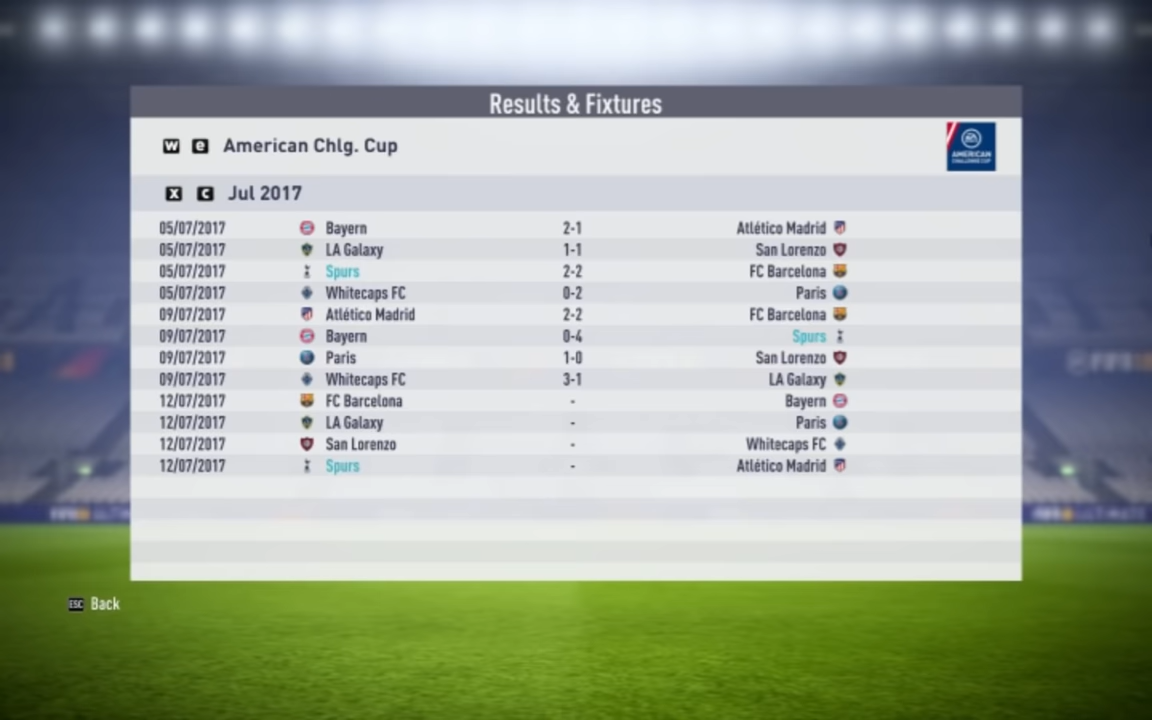 Results & Fixtures
W e American Chlg. Cup
AMERICAN
CHALLENGE CUP
X C Jul 2017
05/07/2017 Bayern 2-1 Atlético Madrid
05/07/2017 LA Galaxy 1-1 San Lorenzo
05/07/2017 Spurs 2-2 FC Barcelona
05/07/2017 Whitecaps FC 0-2 Paris
09/07/2017 Atlético Madrid 2-2 FC Barcelona
09/07/2017 Bayern 0-4 Spurs
09/07/2017 Paris 1-0 San Lorenzo
09/07/2017 Whitecaps FC 3-1 LA Galaxy
12/07/2017 FC Barcelona - Bayern
12/07/2017 LA Galaxy - Paris
12/07/2017 San Lorenzo - Whitecaps FC
12/07/2017 Spurs - Atlético Madrid
ESC Back